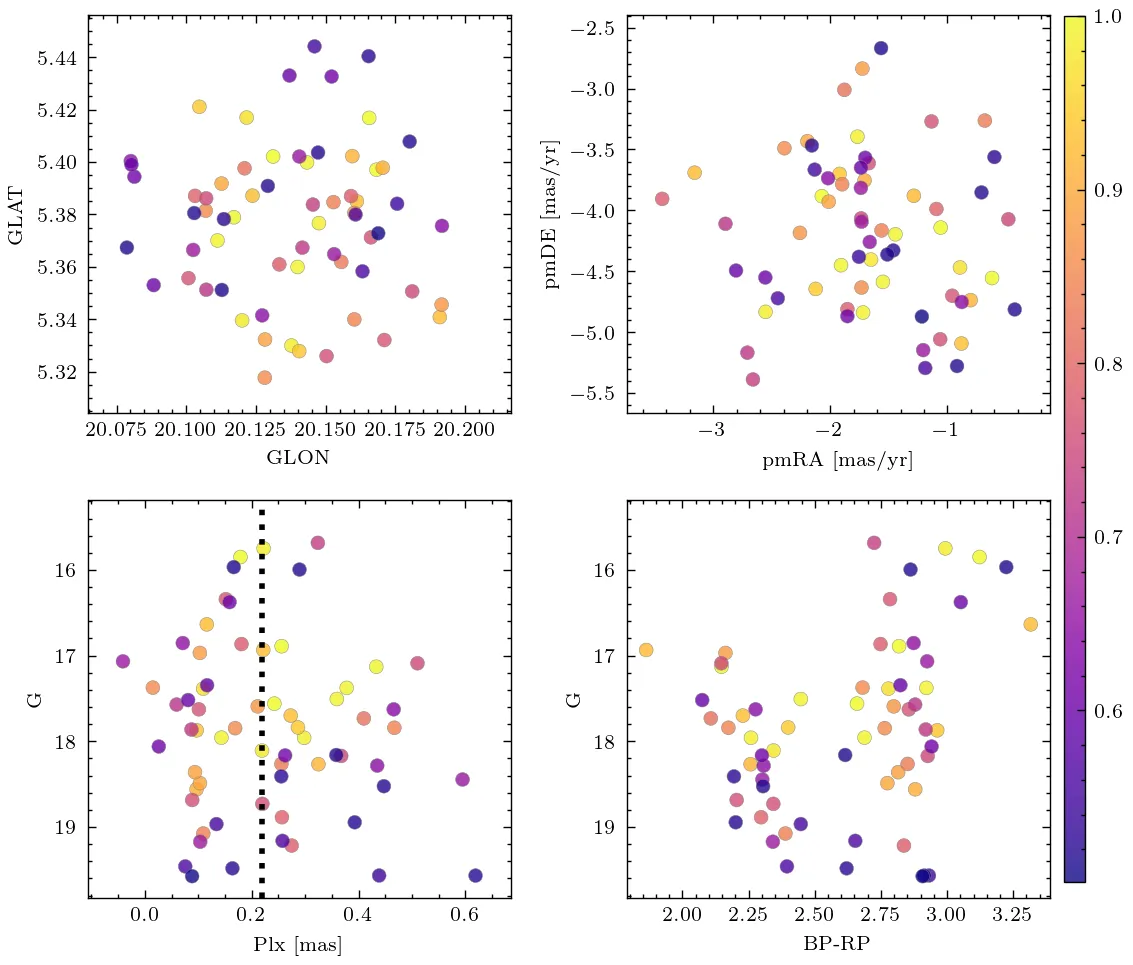 5.44
5.42
5.40
5.38
5.36
5.34
5.32
GLAT
20.075 20.100 20.125 20.150 20.175 20.200
GLON
−2.5
−3.0
−3.5
−4.0
−4.5
−5.0
−5.5
pmDE [mas/yr]
−3 −2 −1
pmRA [mas/yr]
1.0
0.9
0.8
0.7
0.6
16
17
18
19
G
0.0 0.2 0.4 0.6
Plx [mas]
16
17
18
19
G
2.00 2.25 2.50 2.75 3.00 3.25
BP-RP